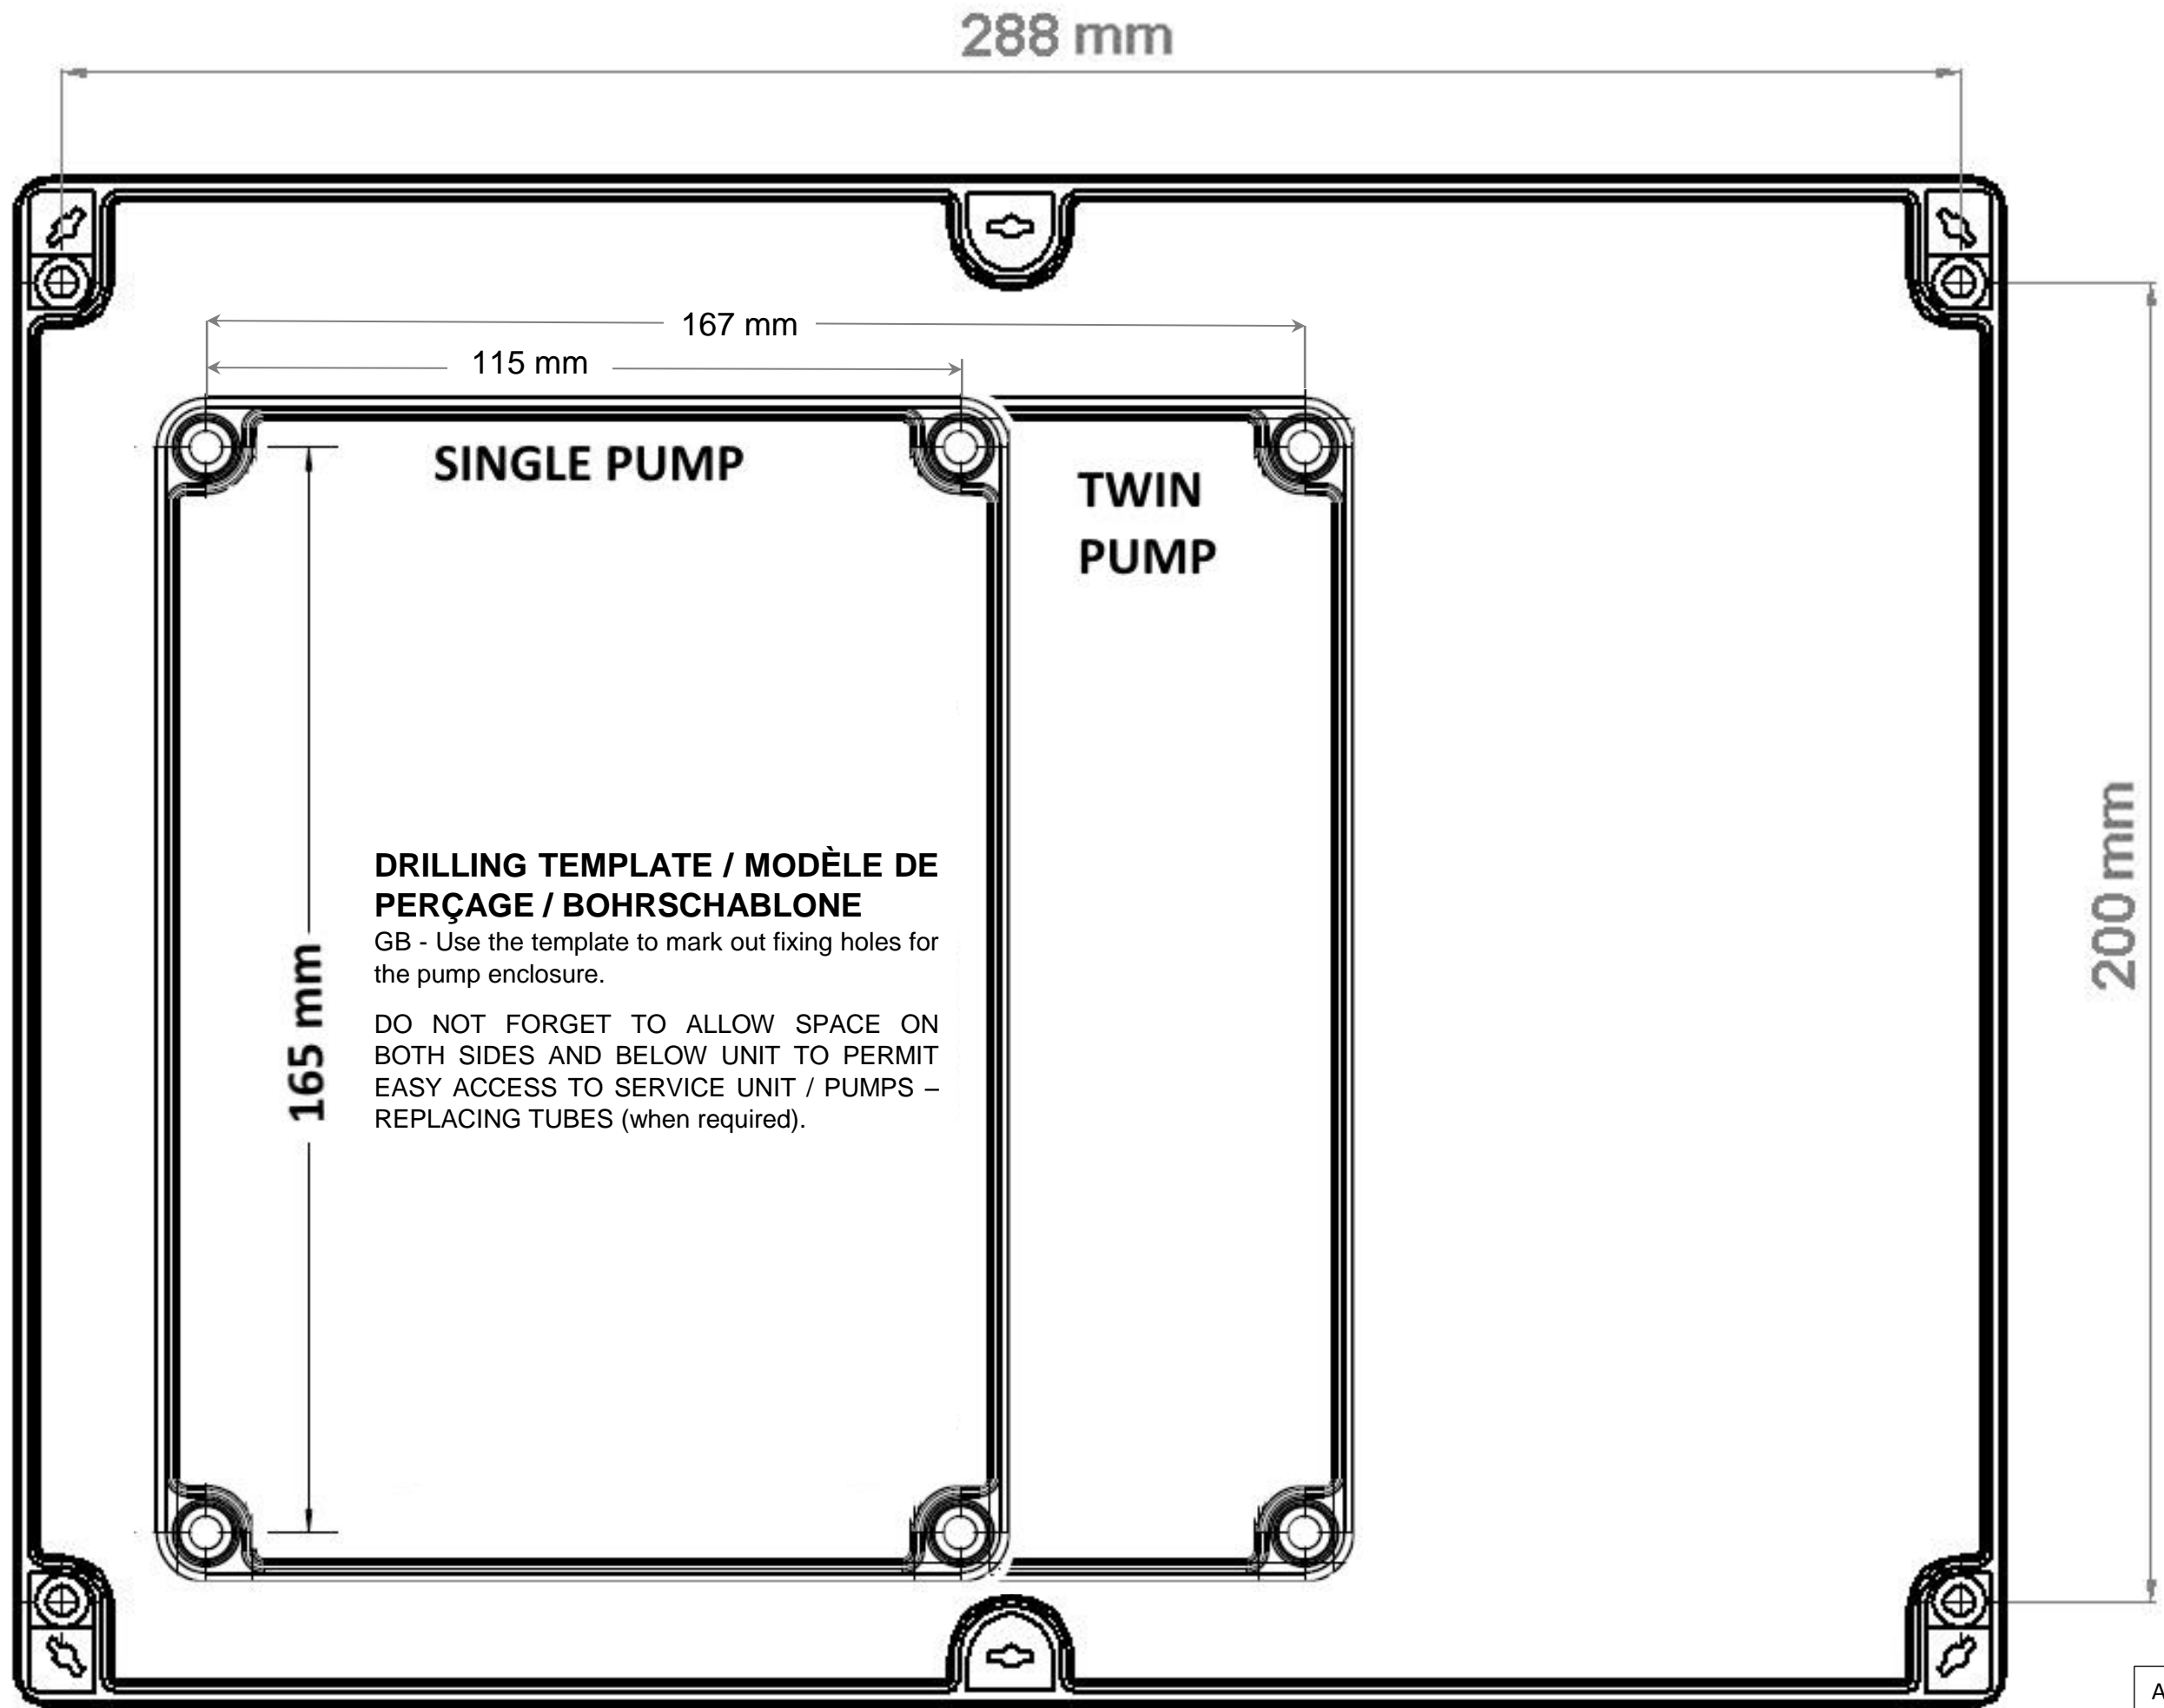 288 mm
167 mm
115 mm
SINGLE PUMP
TWIN
PUMP
200 mm
165 mm
DRILLING TEMPLATE / MODÈLE DE
PERÇAGE / BOHRSCHABLONE
GB - Use the template to mark out fixing holes for
the pump enclosure.
DO NOT FORGET TO ALLOW SPACE ON
BOTH SIDES AND BELOW UNIT TO PERMIT
EASY ACCESS TO SERVICE UNIT / PUMPS –
REPLACING TUBES (when required).
A